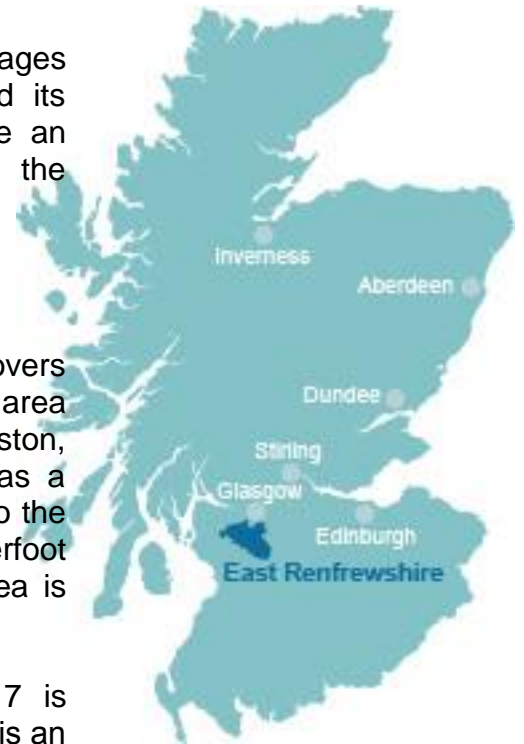 ages
d its
e an
the
Inverness
Aberdeen
overs
area
Dundee
ston,
Stirling
as a
Glasgow
o the
Edinburgh
erfoot
East Renfrewshire
ea is
7 is
is an